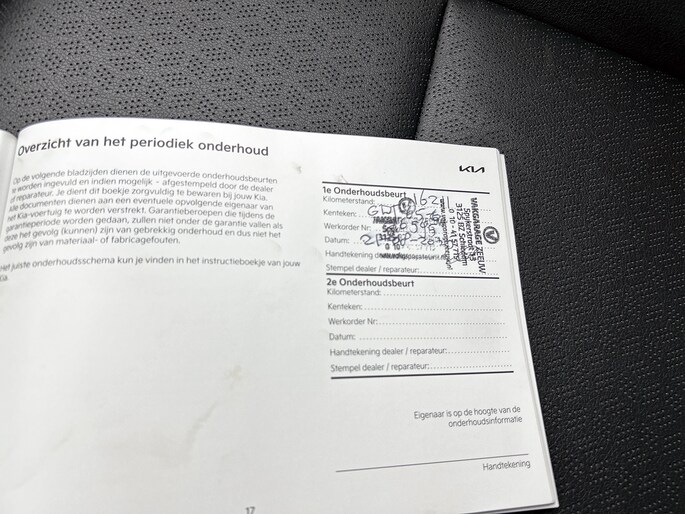 Overzicht van het periodiek onderhoud
Op de volgende bladzijden dienen de uitgevoerde onderhoudsbeurten
te worden ingevuld en indien mogelijk – afgestempeld door de dealer
of reparateur. Je dient dit boekje zorgvuldig te bewaren bij jouw Kia.
documenten dienen aan een eventuele opvolgende eigenaar van
het Kia-voertuig te worden verstrekt. Garantieberoepen die tijdens de
garantieperiode worden gedaan, zullen niet onder de garantie vallen als
deze het gevolg (kunnen) zijn van gebrekkig onderhoud en dus niet het
gevolg zijn van materiaal- of fabricagefouten.
Het juiste onderhoudsschema kun je vinden in het instructieboekje van jouw
Kia.
17
KIA
1e Onderhoudsbeurt
Kilometerstand: 162
Kenteken:
Werkorder Nr:
Datum:
Handtekening
Stempel dealer / reparateur:
VAKGARAGE ZEEUW
3125 BZ Schiedam
2e Onderhoudsbeurt
Kilometerstand:
Kenteken:
Werkorder Nr:
Datum:
Handtekening dealer / reparateur:
Stempel dealer / reparateur:
Eigenaar is op de hoogte van de
onderhoudsinformatie
Handtekening